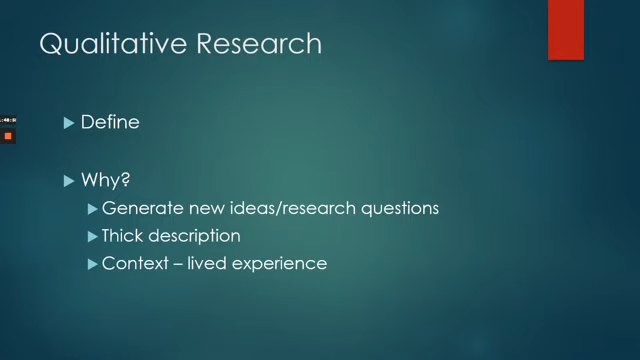 Qualitative Research
Define
Why?
Generate new ideas/research questions
Thick description
Context – lived experience